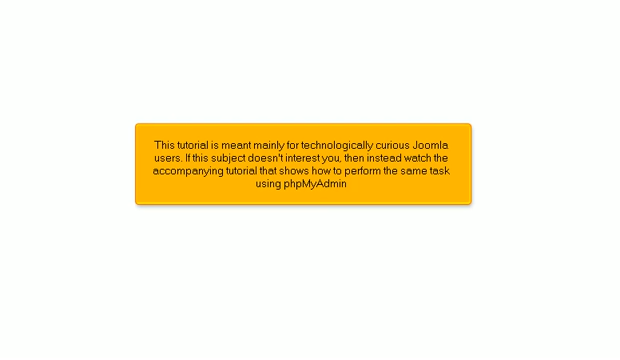 This tutorial is meant mainly for technologically curious Joomla
users. If this subject doesn't interest you, then instead watch the
accompanying tutorial that shows how to perform the same task
using phpMyAdmin